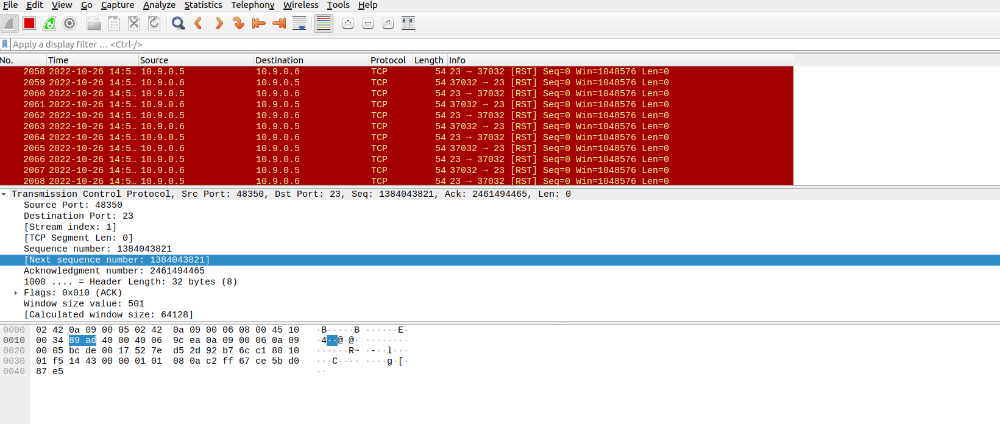 File Edit View Go Capture Analyze Statistics Telephony Wireless Tools Help
Apply a display filter … <Ctrl-/>
No. Time Source Destination Protocol Length Info
2058 2022-10-26 14:5… 10.9.0.5 10.9.0.6 TCP 54 23 → 37032 [RST] Seq=0 Win=1048576 Len=0
2059 2022-10-26 14:5… 10.9.0.6 10.9.0.5 TCP 54 37032 → 23 [RST] Seq=0 Win=1048576 Len=0
2060 2022-10-26 14:5… 10.9.0.5 10.9.0.6 TCP 54 23 → 37032 [RST] Seq=0 Win=1048576 Len=0
2061 2022-10-26 14:5… 10.9.0.6 10.9.0.5 TCP 54 37032 → 23 [RST] Seq=0 Win=1048576 Len=0
2062 2022-10-26 14:5… 10.9.0.5 10.9.0.6 TCP 54 23 → 37032 [RST] Seq=0 Win=1048576 Len=0
2063 2022-10-26 14:5… 10.9.0.6 10.9.0.5 TCP 54 37032 → 23 [RST] Seq=0 Win=1048576 Len=0
2064 2022-10-26 14:5… 10.9.0.5 10.9.0.6 TCP 54 23 → 37032 [RST] Seq=0 Win=1048576 Len=0
2065 2022-10-26 14:5… 10.9.0.6 10.9.0.5 TCP 54 37032 → 23 [RST] Seq=0 Win=1048576 Len=0
2066 2022-10-26 14:5… 10.9.0.5 10.9.0.6 TCP 54 23 → 37032 [RST] Seq=0 Win=1048576 Len=0
2067 2022-10-26 14:5… 10.9.0.6 10.9.0.5 TCP 54 37032 → 23 [RST] Seq=0 Win=1048576 Len=0
2068 2022-10-26 14:5… 10.9.0.5 10.9.0.6 TCP 54 23 → 37032 [RST] Seq=0 Win=1048576 Len=0
Transmission Control Protocol, Src Port: 48350, Dst Port: 23, Seq: 1384043821, Ack: 2461494465, Len: 0
Source Port: 48350
Destination Port: 23
[Stream index: 1]
[TCP Segment Len: 0]
Sequence number: 1384043821
[Next sequence number: 1384043821]
Acknowledgment number: 2461494465
1000 .... = Header Length: 32 bytes (8)
Flags: 0x010 (ACK)
Window size value: 501
[Calculated window size: 64128]
0000 02 42 0a 09 00 05 02 42 0a 09 00 06 08 00 45 10 ·B·····B ······E·
0010 00 34 89 ad 40 00 40 06 9c ea 0a 09 00 06 0a 09 ·4··@·@· ········
0020 00 05 bc de 00 17 52 7e d5 2d 92 b7 6c c1 80 10 ······R~ ·-··l···
0030 01 f5 14 43 00 00 01 01 08 0a c2 ff 67 ce 5b d0 ···C···· ····g·[·
0040 87 e5 ··